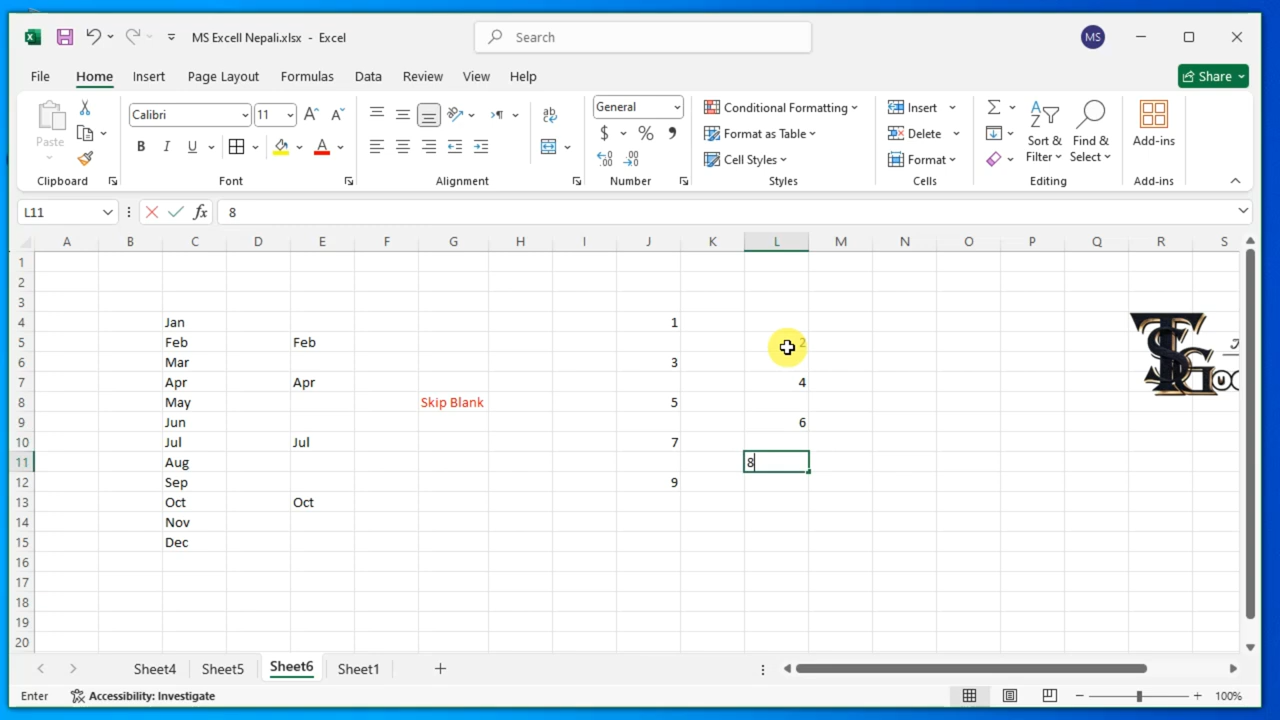 MS Excell Nepali.xlsx - Excel
Search
MS
File Home Insert Page Layout Formulas Data Review View Help
Share
Paste
Calibri 11
B I U
General
Conditional Formatting
Format as Table
Cell Styles
Insert
Delete
Format
Sort & Filter
Find & Select
Add-ins
Clipboard Font Alignment Number Styles Cells Editing Add-ins
L11 fx 8
A B C D E F G H I J K L M N O P Q R S
1
2
3
4 Jan 1
5 Feb Feb 2
6 Mar 3
7 Apr Apr 4
8 May Skip Blank 5
9 Jun 6
10 Jul Jul 7
11 Aug 8
12 Sep 9
13 Oct Oct
14 Nov
15 Dec
16
17
18
19
20
Sheet4 Sheet5 Sheet6 Sheet1
Enter Accessibility: Investigate 100%